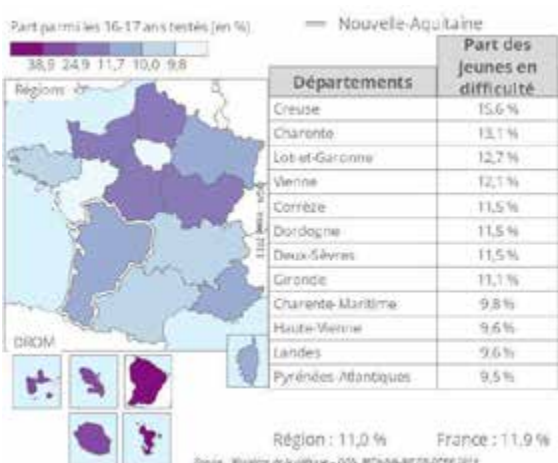 Part parmi les 16-17 ans testés (en %)
38,9 24,9 11,7 10,0 9,8
Nouvelle-Aquitaine
Régions
DROM
Départements Part des jeunes en difficulté
Creuse 15,6 %
Charente 13,1 %
Lot-et-Garonne 12,7 %
Vienne 12,1 %
Corrèze 11,5 %
Dordogne 11,5 %
Deux-Sèvres 11,5 %
Gironde 11,1 %
Charente-Maritime 9,8 %
Haute-Vienne 9,6 %
Landes 9,6 %
Pyrénées-Atlantiques 9,5 %
Région : 11,0 % France : 11,9 %